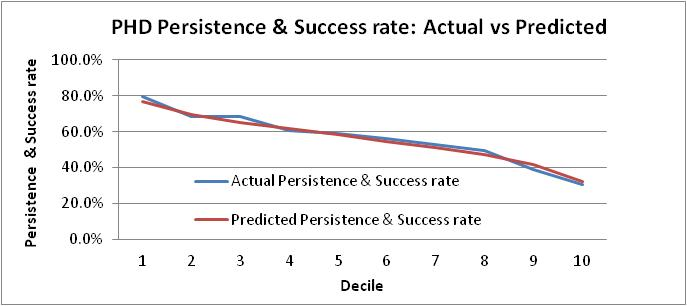 PHD Persistence & Success rate: Actual vs Predicted
Persistence & Success rate
100.0%
80.0%
60.0%
40.0%
20.0%
0.0%
Actual Persistence & Success rate
Predicted Persistence & Success rate
1 2 3 4 5 6 7 8 9 10
Decile